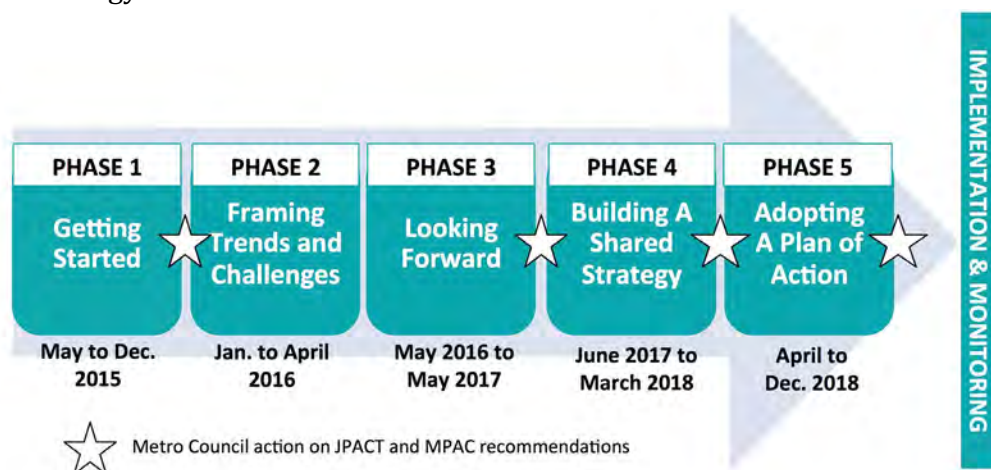 PHASE 1
Getting
Started
May to Dec.
2015
PHASE 2
Framing
Trends and
Challenges
Jan. to April
2016
PHASE 3
Looking
Forward
May 2016 to
May 2017
PHASE 4
Building A
Shared
Strategy
June 2017 to
March 2018
PHASE 5
Adopting
A Plan of
Action
April to
Dec. 2018
IMPLEMENTATION & MONITORING
Metro Council action on JPACT and MPAC recommendations